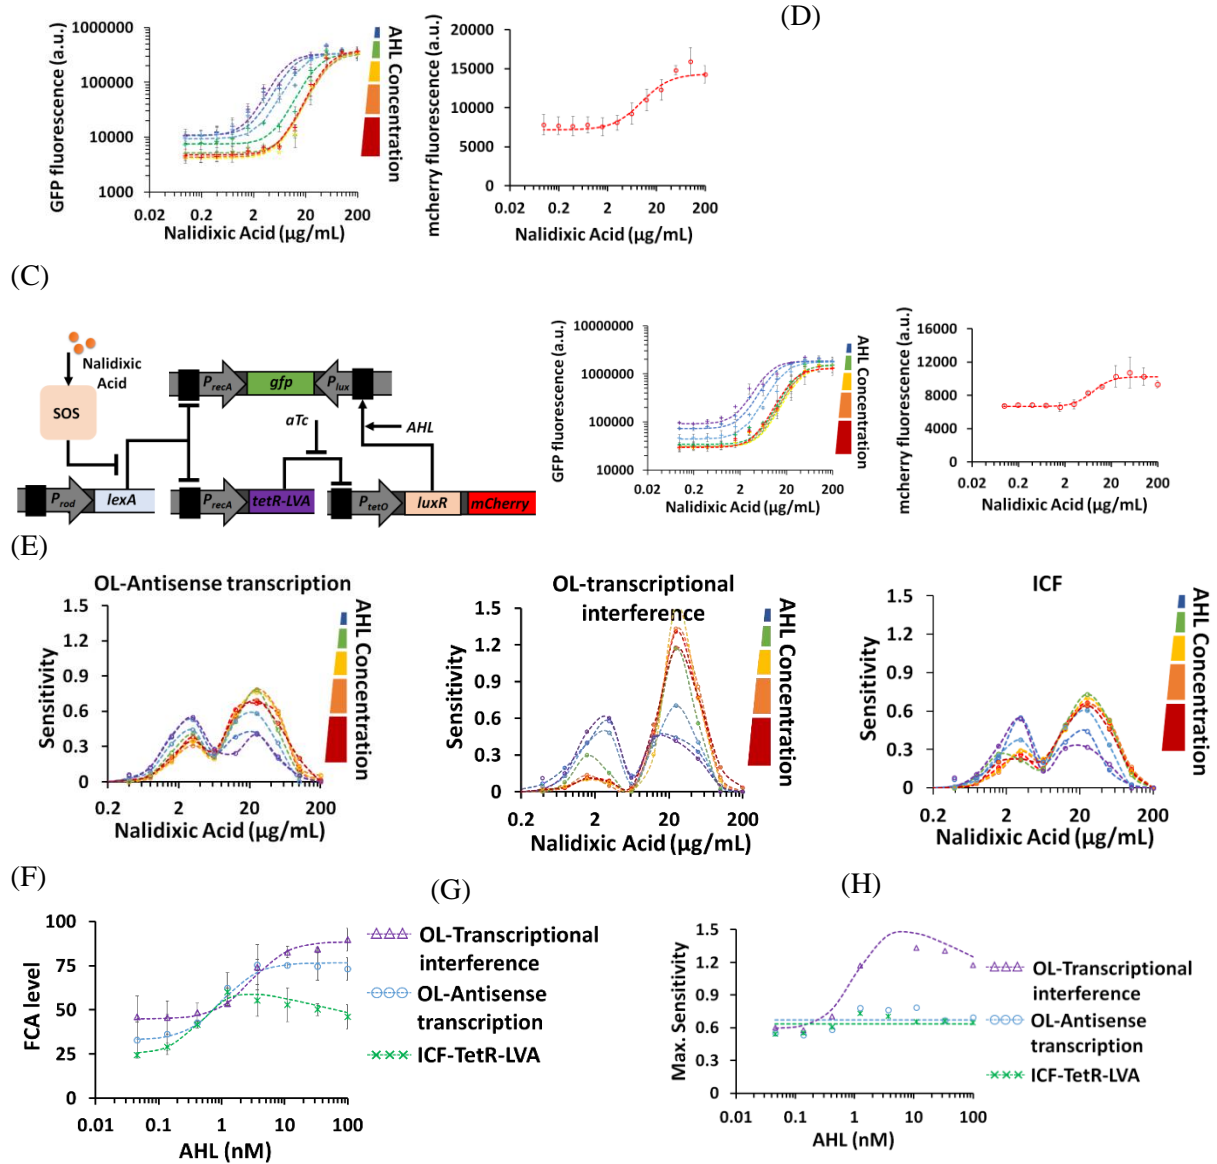 (D)
GFP fluorescence (a.u.)
1000000
100000
10000
1000
0.02 0.2 2 20 200
Nalidixic Acid (µg/mL)
AHL Concentration
mcherry fluorescence (a.u.)
20000
15000
10000
5000
0
0.02 0.2 2 20 200
Nalidixic Acid (µg/mL)
(C)
Nalidixic
Acid
SOS
P_recA gfp P_lux
aTc
AHL
P_rod lexA
P_recA tetR-LVA
P_tetO luxR mCherry
GFP fluorescence (a.u.)
10000000
1000000
100000
10000
0.02 0.2 2 20 200
Nalidixic Acid (µg/mL)
AHL Concentration
mcherry fluorescence (a.u.)
16000
12000
8000
4000
0
0.02 0.2 2 20 200
Nalidixic Acid (µg/mL)
(E)
OL-Antisense transcription
Sensitivity
1.5
1.2
0.9
0.6
0.3
0
0.2 2 20 200
Nalidixic Acid (µg/mL)
AHL Concentration
OL-transcriptional
interference
Sensitivity
1.5
1.2
0.9
0.6
0.3
0
0.2 2 20 200
Nalidixic Acid (µg/mL)
AHL Concentration
ICF
Sensitivity
1.5
1.2
0.9
0.6
0.3
0
0.2 2 20 200
Nalidixic Acid (µg/mL)
AHL Concentration
(F)
FCA level
100
75
50
25
0
0.01 0.1 1 10 100
AHL (nM)
(G)
OL-Transcriptional
interference
OL-Antisense
transcription
ICF-TetR-LVA
(H)
Max. Sensitivity
1.5
1.2
0.9
0.6
0.3
0
0.01 0.1 1 10 100
AHL (nM)
OL-Transcriptional
interference
OL-Antisense
transcription
ICF-TetR-LVA